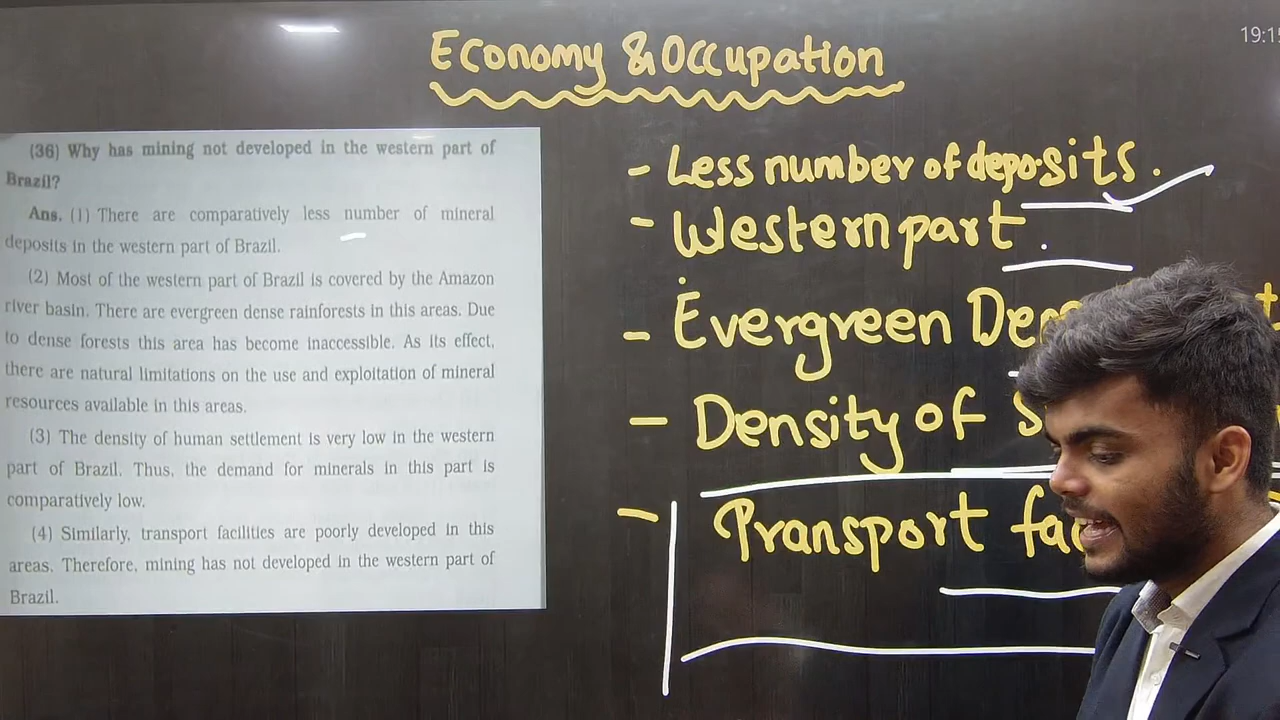 19:15
Economy & Occupation
(36) Why has mining not developed in the western part of
Brazil?
Ans. (1) There are comparatively less number of mineral
deposits in the western part of Brazil.
(2) Most of the western part of Brazil is covered by the Amazon
river basin. There are evergreen dense rainforests in this areas. Due
to dense forests this area has become inaccessible. As its effect,
there are natural limitations on the use and exploitation of mineral
resources available in this areas.
(3) The density of human settlement is very low in the western
part of Brazil. Thus, the demand for minerals in this part is
comparatively low.
(4) Similarly, transport facilities are poorly developed in this
areas. Therefore, mining has not developed in the western part of
Brazil.
- Less number of deposits.
- Western part.
- Evergreen
- Density of
- Transport